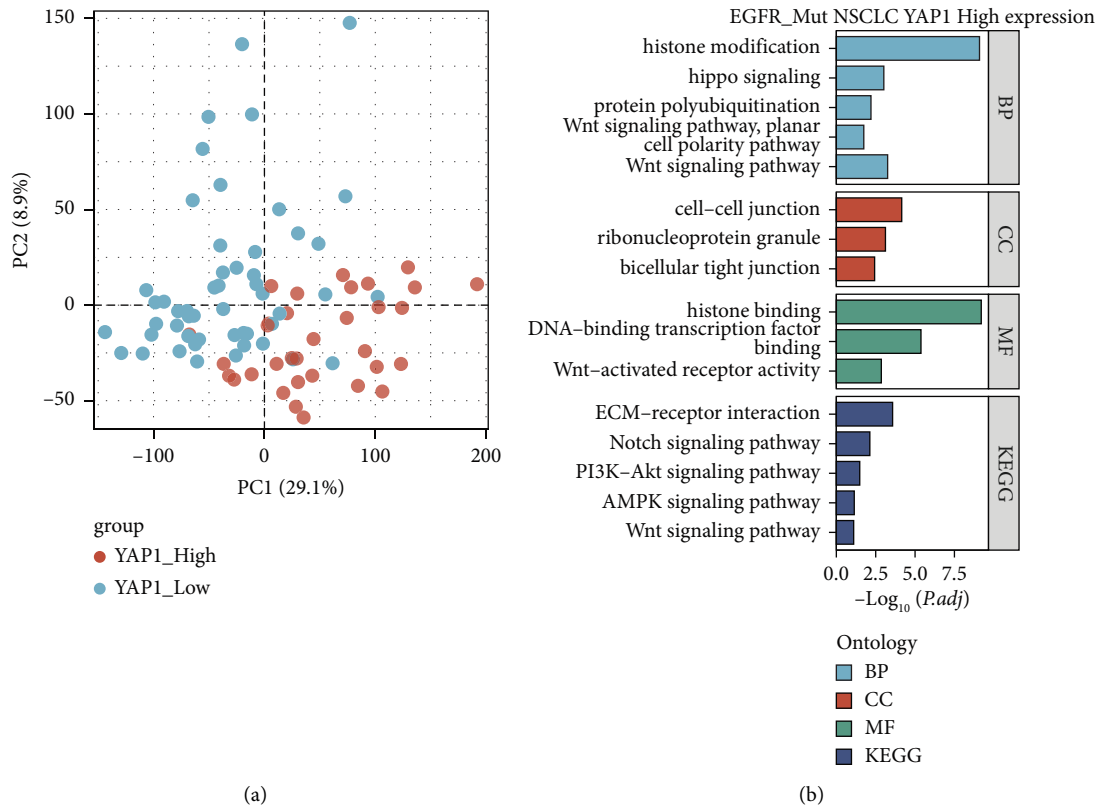 150
100
50
0
−50
PC2 (8.9%)
−100
0
100
200
PC1 (29.1%)
group
YAP1_High
YAP1_Low
(a)
EGFR_Mut NSCLC YAP1 High expression
histone modification
hippo signaling
protein polyubiquitination
Wnt signaling pathway, planar
cell polarity pathway
Wnt signaling pathway
BP
cell−cell junction
ribonucleoprotein granule
bicellular tight junction
CC
histone binding
DNA−binding transcription factor
binding
Wnt−activated receptor activity
MF
ECM−receptor interaction
Notch signaling pathway
PI3K−Akt signaling pathway
AMPK signaling pathway
Wnt signaling pathway
KEGG
0.0
2.5
5.0
7.5
−Log10 (P.adj)
Ontology
BP
CC
MF
KEGG
(b)